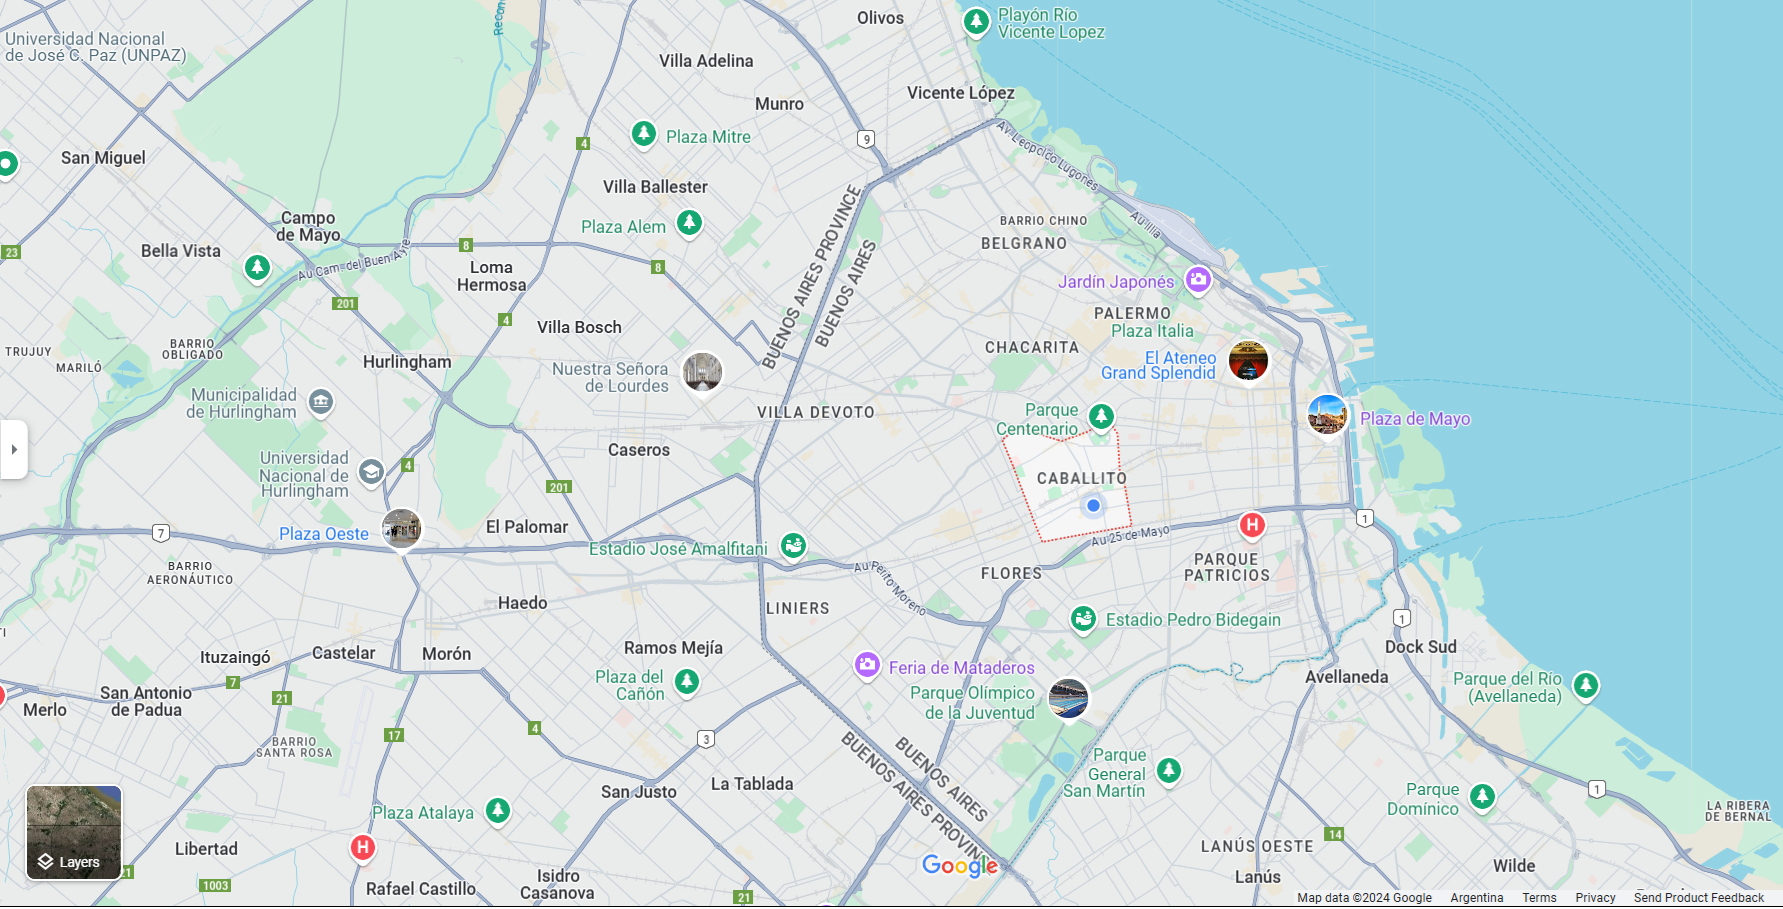 Universidad Nacional
de José C. Paz (UNPAZ)
Olivos
Playón Río
Vicente Lopez
Villa Adelina
Vicente López
Munro
9
Plaza Mitre
4
San Miguel
Av Leopoldo Lugones
Villa Ballester
Campo
de Mayo
Plaza Alem
BARRIO CHINO
Au Illia
BELGRANO
Bella Vista
23
8
Au Cam. del Buen Ayre
Loma
Hermosa
8
BUENOS AIRES PROVINCE
BUENOS AIRES
Jardín Japonés
201
4
Villa Bosch
PALERMO
Plaza Italia
TRUJUY
BARRIO
OBLIGADO
Hurlingham
CHACARITA
El Ateneo
Grand Splendid
MARILÓ
Nuestra Señora
de Lourdes
Municipalidad
de Hurlingham
VILLA DEVOTO
Parque
Centenario
Plaza de Mayo
Caseros
Universidad
Nacional de
Hurlingham
4
201
CABALLITO
Plaza Oeste
7
El Palomar
Estadio José Amalfitani
Au 25 de Mayo
H
1
BARRIO
AERONÁUTICO
Au Perito Moreno
FLORES
PARQUE
PATRICIOS
Haedo
LINIERS
Estadio Pedro Bidegain
1
Dock Sud
Ituzaingó
Castelar
Morón
Ramos Mejía
Feria de Mataderos
Avellaneda
Plaza del
Cañón
Parque Olímpico
de la Juventud
Parque del Río
(Avellaneda)
7
21
San Antonio
de Padua
Merlo
4
17
BARRIO
SANTA ROSA
3
BUENOS AIRES
BUENOS AIRES PROVINCE
Parque
General
San Martín
La Tablada
San Justo
1
Parque
Domínico
LA RIBERA
DE BERNAL
Plaza Atalaya
Libertad
H
14
LANÚS OESTE
Layers
21
Google
Wilde
1003
Rafael Castillo
Isidro
Casanova
21
Lanús
Map data ©2024 Google Argentina Terms Privacy Send Product Feedback